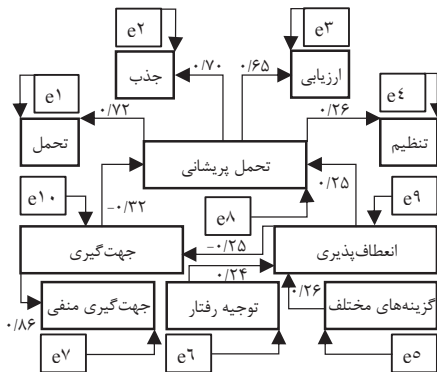 e۲ e۳
جذب ارزیابی
۰/۷۰ ۰/۶۵
e۱ e۴
۰/۷۲ ۰/۲۶
تحمل تنظیم
تحمل پریشانی
e۱۰ −۰/۳۲ e۸ ۰/۲۵ e۹
جهت‌گیری −۰/۲۵ انعطاف‌پذیری
۰/۲۴
جهت‌گیری منفی توجیه رفتار ۰/۲۶ گزینه‌های مختلف
۰/۸۶
e۷ e۶ e۵